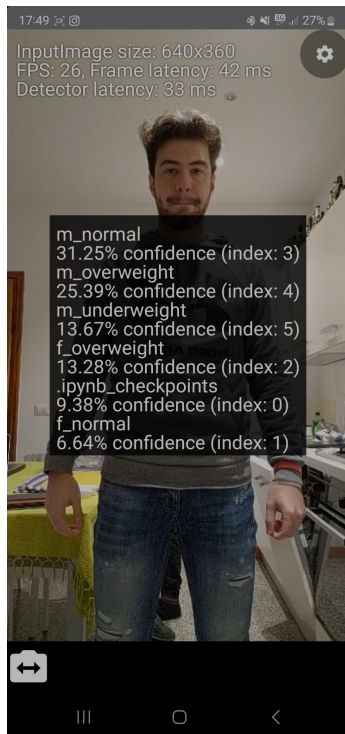 17:49 27%
InputImage size: 640x360
FPS: 26, Frame latency: 42 ms
Detector latency: 33 ms
m_normal
31.25% confidence (index: 3)
m_overweight
25.39% confidence (index: 4)
m_underweight
13.67% confidence (index: 5)
f_overweight
13.28% confidence (index: 2)
.ipynb_checkpoints
9.38% confidence (index: 0)
f_normal
6.64% confidence (index: 1)